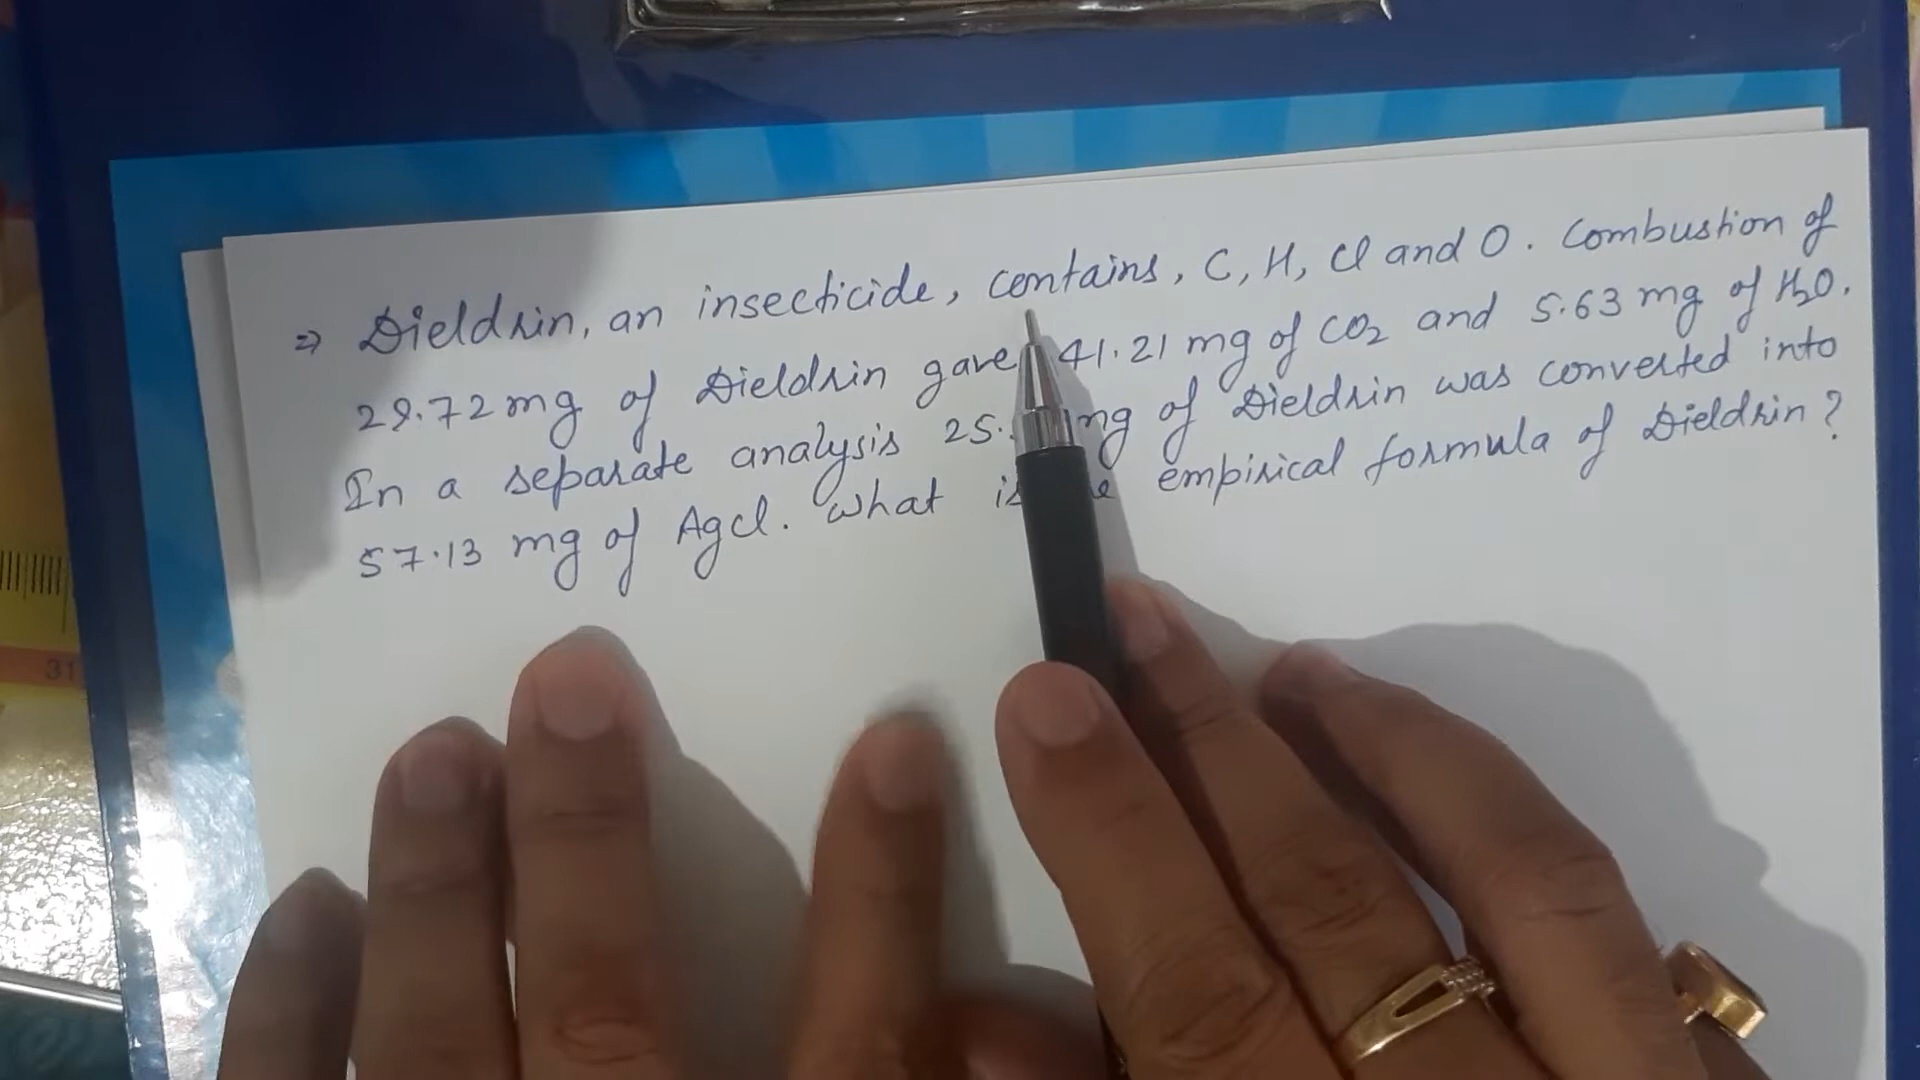 ⇒ Dieldrin, an insecticide, contains, C, H, Cl and O. Combustion of
29.72 mg of Dieldrin gave 41.21 mg of CO2 and 5.63 mg of H2O.
In a separate analysis 25. mg of Dieldrin was converted into
57.13 mg of AgCl. What is empirical formula of Dieldrin?
31